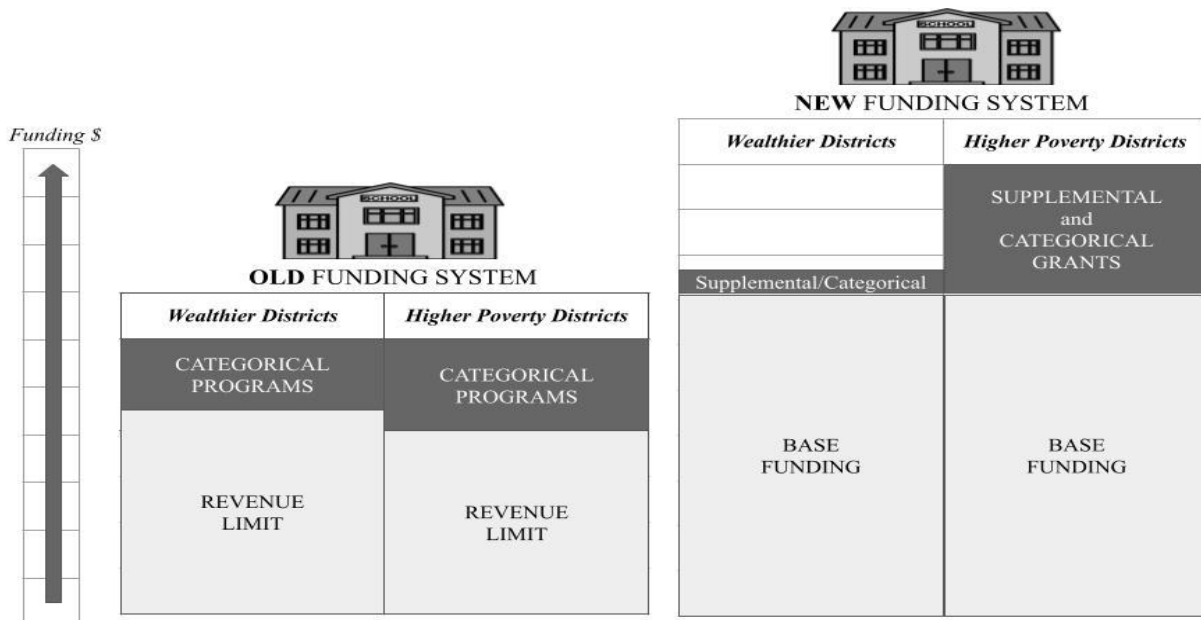 Funding $
SCHOOL
OLD FUNDING SYSTEM
Wealthier Districts
Higher Poverty Districts
CATEGORICAL
PROGRAMS
CATEGORICAL
PROGRAMS
REVENUE
LIMIT
REVENUE
LIMIT
SCHOOL
NEW FUNDING SYSTEM
Wealthier Districts
Higher Poverty Districts
Supplemental/Categorical
SUPPLEMENTAL
and
CATEGORICAL
GRANTS
BASE
FUNDING
BASE
FUNDING